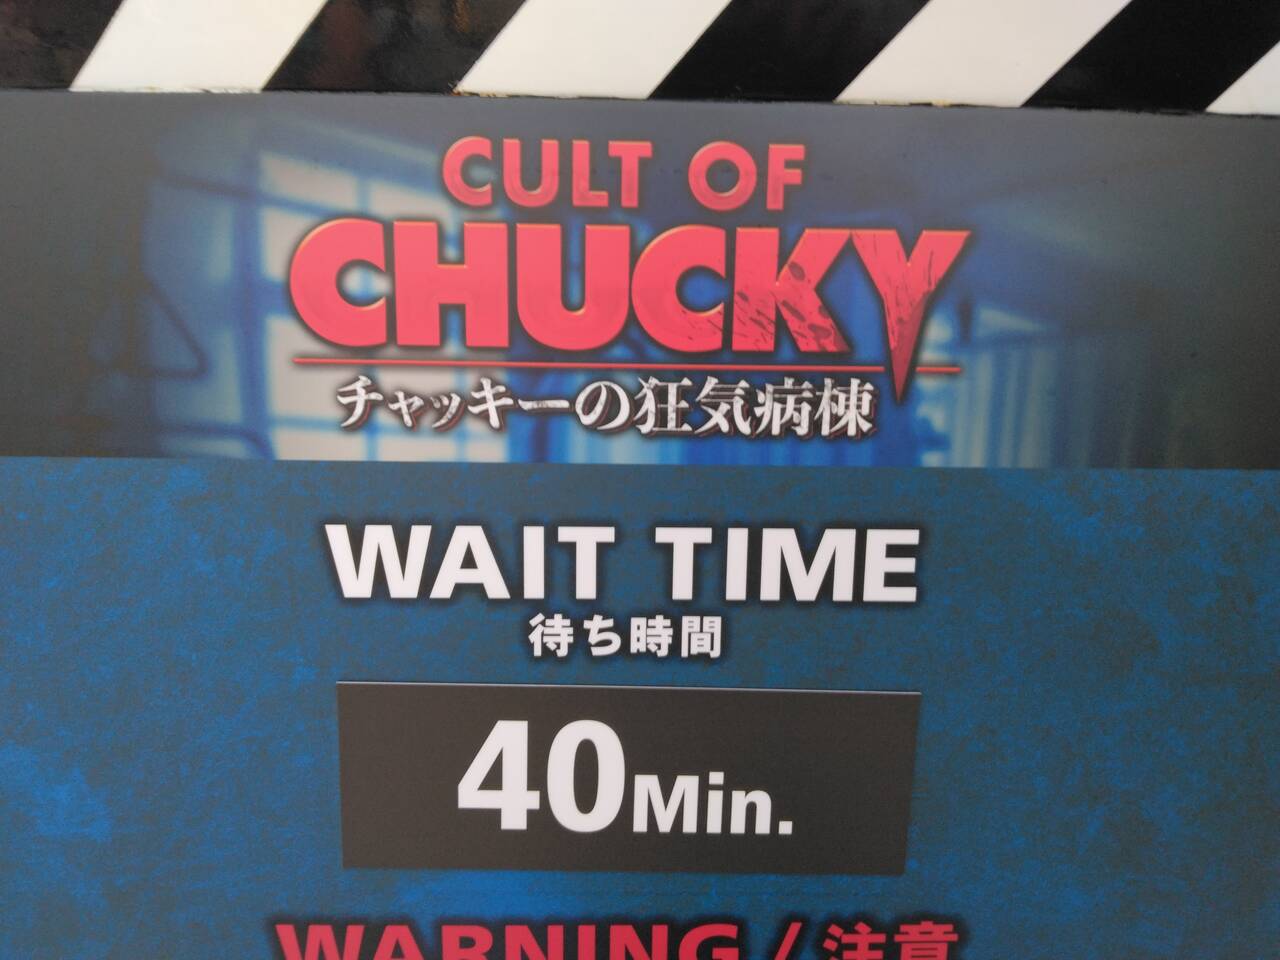 CULT OF
CHUCKY
チャッキーの狂気病棟
WAIT TIME
待ち時間
40Min.
WARNING / 注意